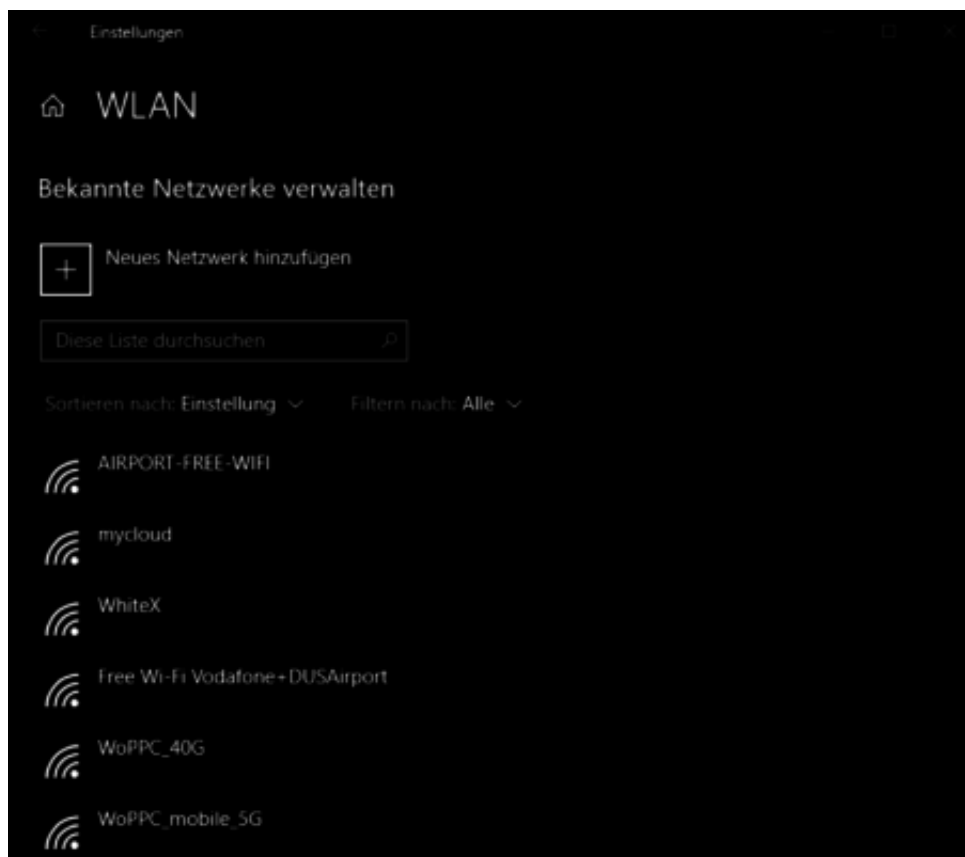 Einstellungen
WLAN
Bekannte Netzwerke verwalten
Neues Netzwerk hinzufügen
Diese Liste durchsuchen
Sortieren nach: Einstellung Filtern nach: Alle
AIRPORT-FREE-WIFI
mycloud
WhiteX
Free Wi-Fi Vodafone+DUSAirport
WoPPC_40G
WoPPC_mobile_5G